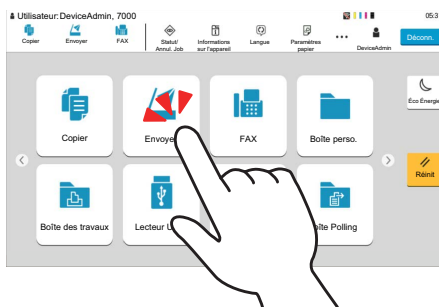 Utilisateur:DeviceAdmin, 7000
05:3
Copier
Envoyer
FAX
Statut/
Annul. Job
Informations
sur l'appareil
Langue
Paramètres
papier
DeviceAdmin
Déconn.
Copier
Envoye
FAX
Boîte perso.
Éco Énergie
Réinit
Boîte des travaux
Lecteur U
oîte Polling